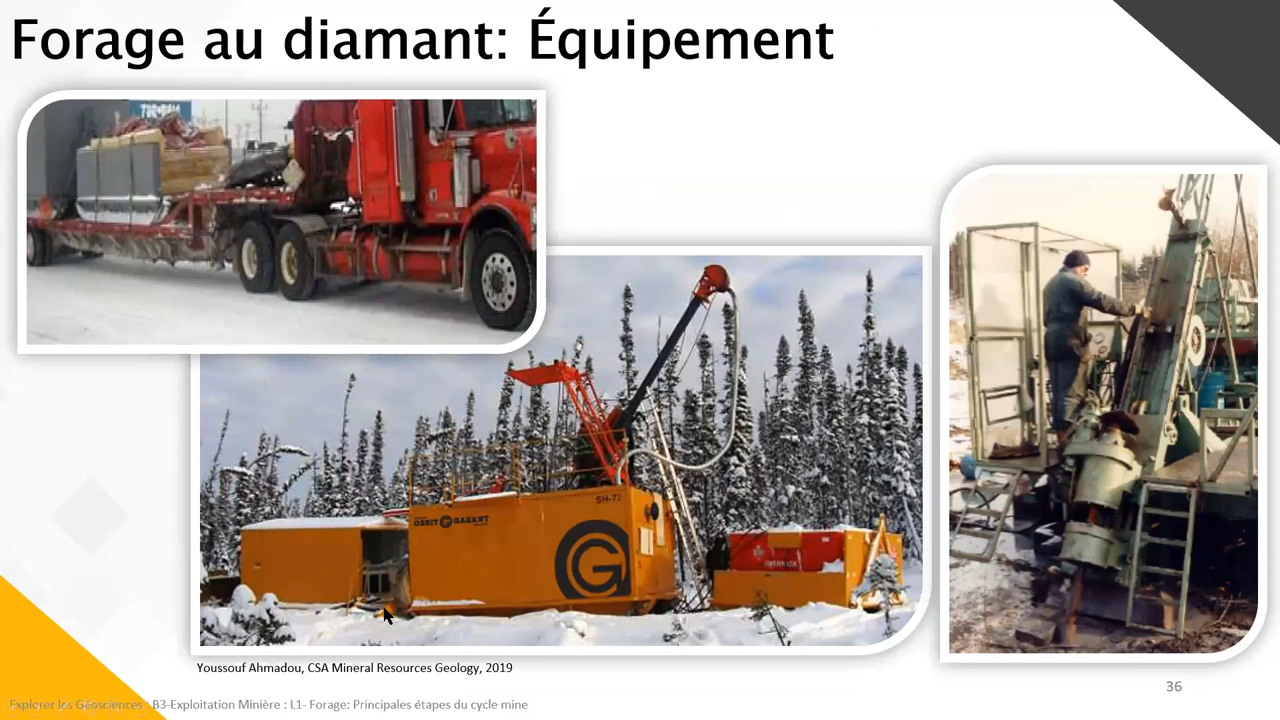 Forage au diamant: Équipement
SH-73
ORBIT GARANT
G
Youssouf Ahmadou, CSA Mineral Resources Geology, 2019
36
Explorer les Géosciences : B3-Exploitation Minière : L1- Forage: Principales étapes du cycle mine